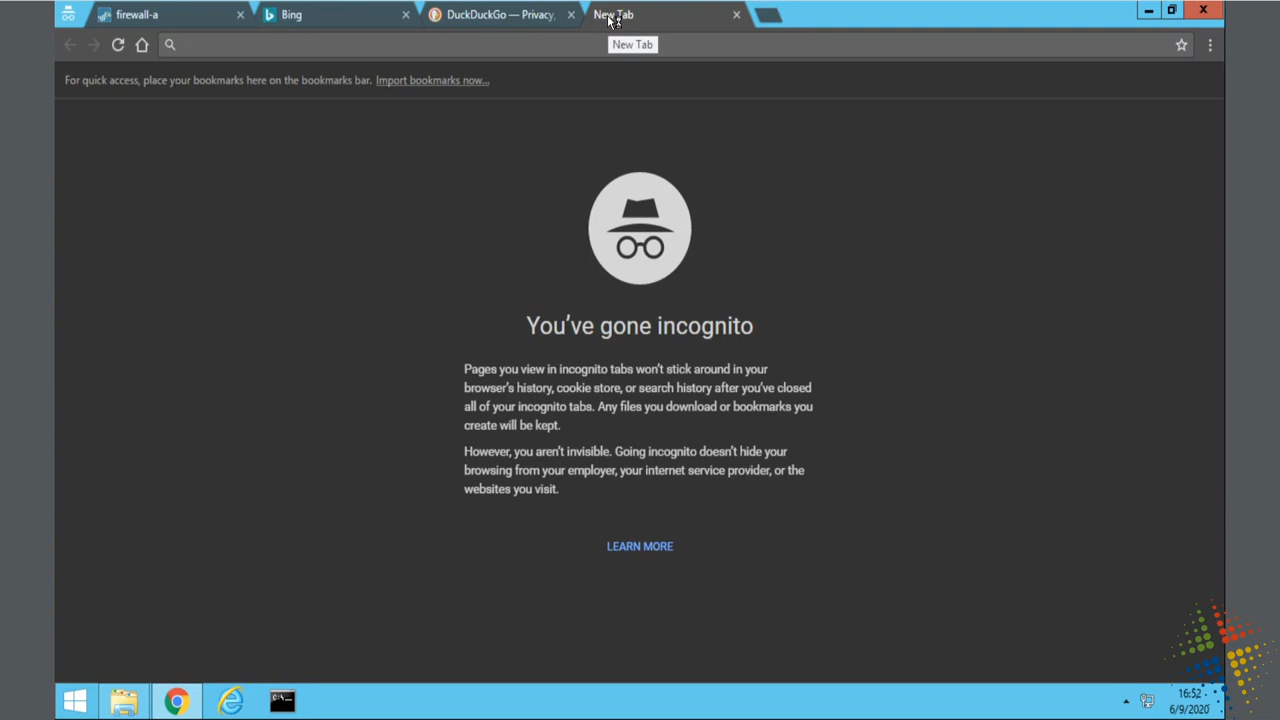 firewall-a
Bing
DuckDuckGo — Privacy,
New Tab
New Tab
For quick access, place your bookmarks here on the bookmarks bar. Import bookmarks now...
You've gone incognito
Pages you view in incognito tabs won't stick around in your
browser's history, cookie store, or search history after you've closed
all of your incognito tabs. Any files you download or bookmarks you
create will be kept.
However, you aren't invisible. Going incognito doesn't hide your
browsing from your employer, your internet service provider, or the
websites you visit.
LEARN MORE
C:\
16:52
6/9/2020